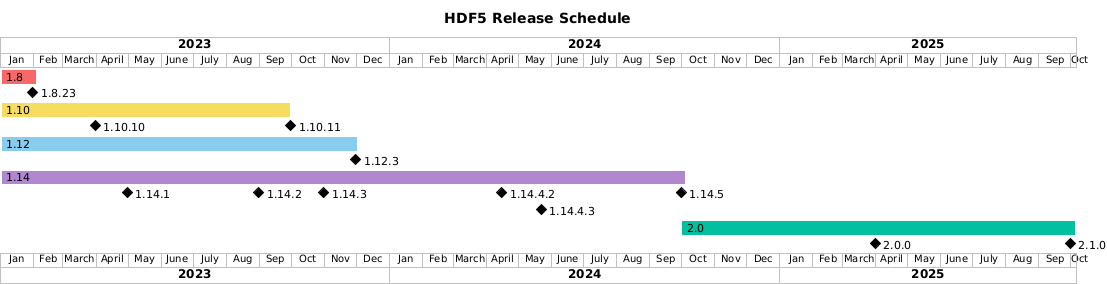 HDF5 Release Schedule
2023 2024 2025
Jan Feb March April May June July Aug Sep Oct Nov Dec Jan Feb March April May June July Aug Sep Oct Nov Dec Jan Feb March April May June July Aug Sep Oct
1.8
1.8.23
1.10
1.10.10 1.10.11
1.12
1.12.3
1.14
1.14.1 1.14.2 1.14.3 1.14.4.2 1.14.5
1.14.4.3
2.0
2.0.0 2.1.0
Jan Feb March April May June July Aug Sep Oct Nov Dec Jan Feb March April May June July Aug Sep Oct Nov Dec Jan Feb March April May June July Aug Sep Oct
2023 2024 2025